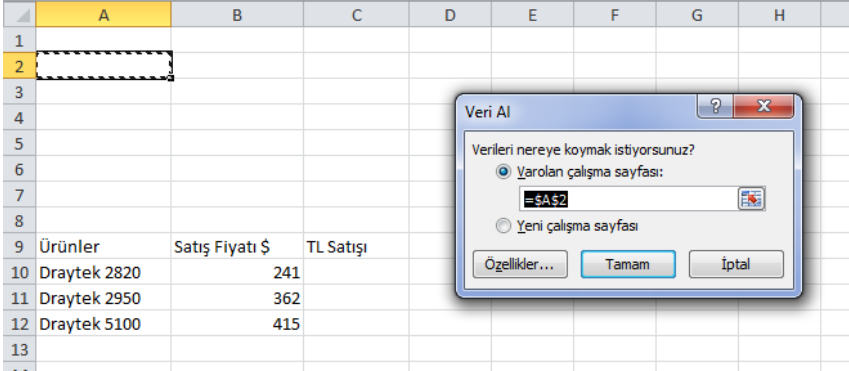 A B C D E F G H
1
2
3
4
5
6
7
8
9 Ürünler Satış Fiyatı $ TL Satışı
10 Draytek 2820 241
11 Draytek 2950 362
12 Draytek 5100 415
13
Veri Al
Verileri nereye koymak istiyorsunuz?
Varolan çalışma sayfası:
=$A$2
Yeni çalışma sayfası
Özellikler... Tamam İptal